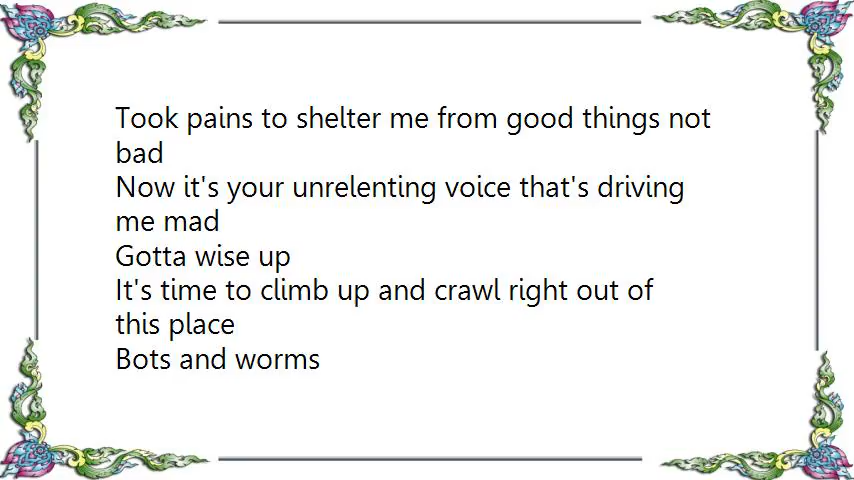 Took pains to shelter me from good things not
bad
Now it's your unrelenting voice that's driving
me mad
Gotta wise up
It's time to climb up and crawl right out of
this place
Bots and worms